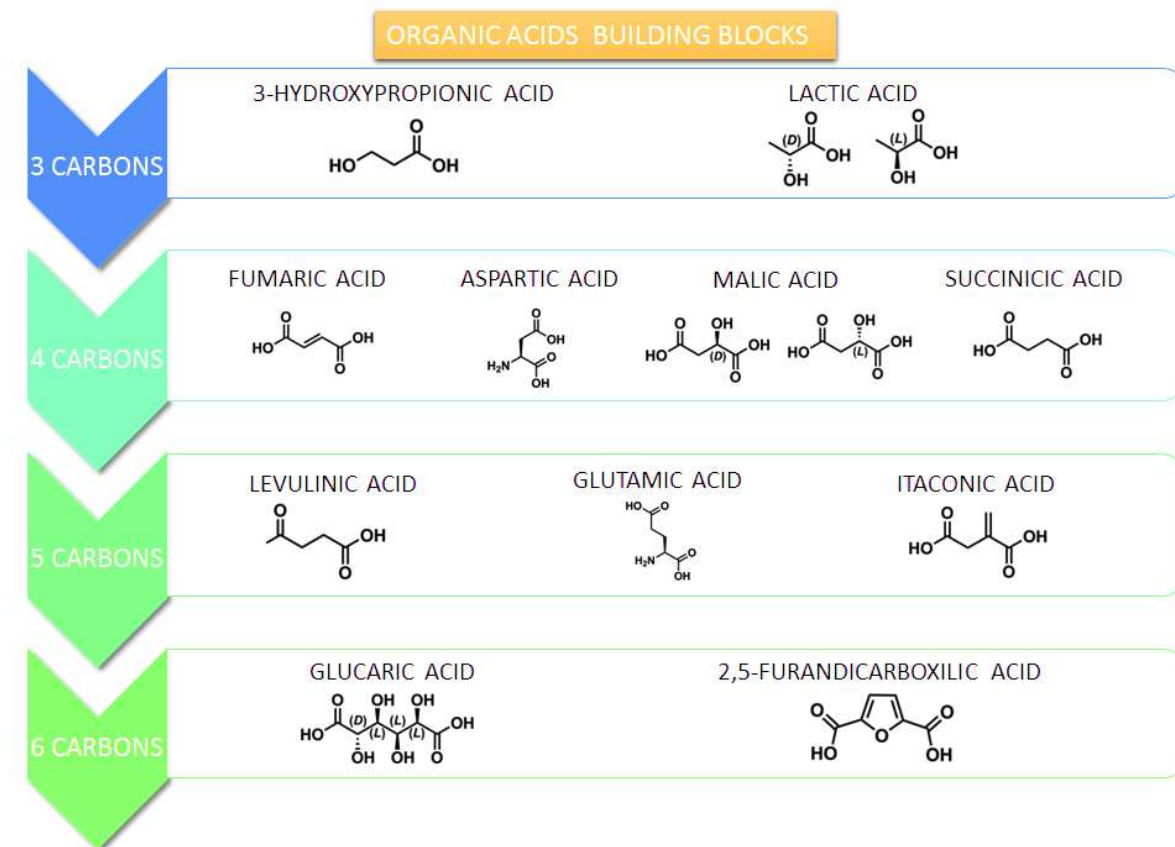 ORGANIC ACIDS BUILDING BLOCKS
3 CARBONS
3-HYDROXYPROPIONIC ACID
HO
O
OH
LACTIC ACID
(D)
O
OH
OH
(L)
O
OH
OH
4 CARBONS
FUMARIC ACID
O
HO
OH
O
ASPARTIC ACID
O
OH
H₂N
O
OH
MALIC ACID
O
HO
OH
(D)
OH
O
O
HO
OH
(L)
OH
O
SUCCINICIC ACID
O
HO
OH
O
5 CARBONS
LEVULINIC ACID
O
OH
O
GLUTAMIC ACID
HO
O
H₂N
O
OH
ITACONIC ACID
O
HO
OH
O
6 CARBONS
GLUCARIC ACID
O
OH OH
HO
(D) (L) (L) (L)
OH
OH OH OH O
2,5-FURANDICARBOXILIC ACID
O
HO
O
O
OH